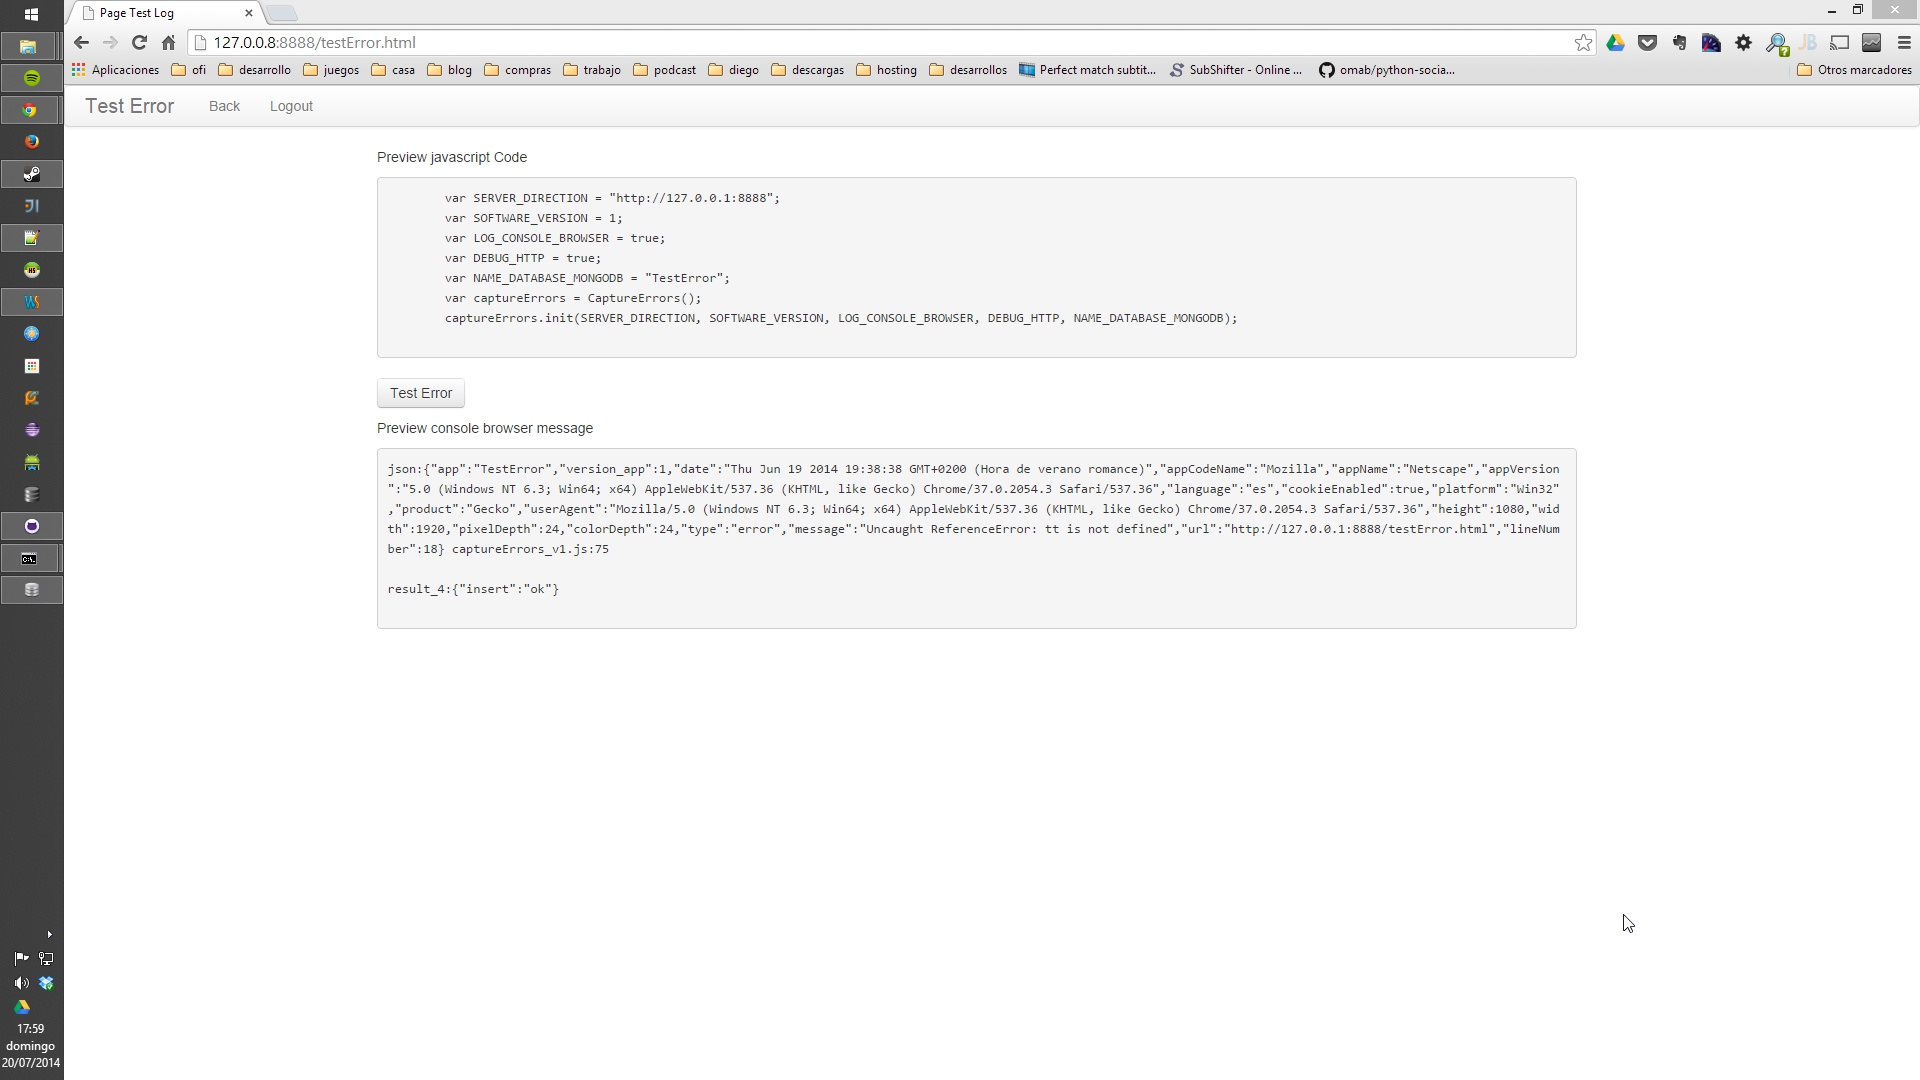 Page Test Log
127.0.0.8:8888/testError.html
Aplicaciones ofi desarrollo juegos casa blog compras trabajo podcast diego descargas hosting desarrollos Perfect match subtit... SubShifter - Online ... omab/python-socia... Otros marcadores
Test Error Back Logout
Preview javascript Code
var SERVER_DIRECTION = "http://127.0.0.1:8888";
var SOFTWARE_VERSION = 1;
var LOG_CONSOLE_BROWSER = true;
var DEBUG_HTTP = true;
var NAME_DATABASE_MONGODB = "TestError";
var captureErrors = CaptureErrors();
captureErrors.init(SERVER_DIRECTION, SOFTWARE_VERSION, LOG_CONSOLE_BROWSER, DEBUG_HTTP, NAME_DATABASE_MONGODB);
Test Error
Preview console browser message
json:{"app":"TestError","version_app":1,"date":"Thu Jun 19 2014 19:38:38 GMT+0200 (Hora de verano romance)","appCodeName":"Mozilla","appName":"Netscape","appVersion
":"5.0 (Windows NT 6.3; Win64; x64) AppleWebKit/537.36 (KHTML, like Gecko) Chrome/37.0.2054.3 Safari/537.36","language":"es","cookieEnabled":true,"platform":"Win32"
,"product":"Gecko","userAgent":"Mozilla/5.0 (Windows NT 6.3; Win64; x64) AppleWebKit/537.36 (KHTML, like Gecko) Chrome/37.0.2054.3 Safari/537.36","height":1080,"wid
th":1920,"pixelDepth":24,"colorDepth":24,"type":"error","message":"Uncaught ReferenceError: tt is not defined","url":"http://127.0.0.1:8888/testError.html","lineNum
ber":18} captureErrors_v1.js:75
result_4:{"insert":"ok"}
17:59
domingo
20/07/2014